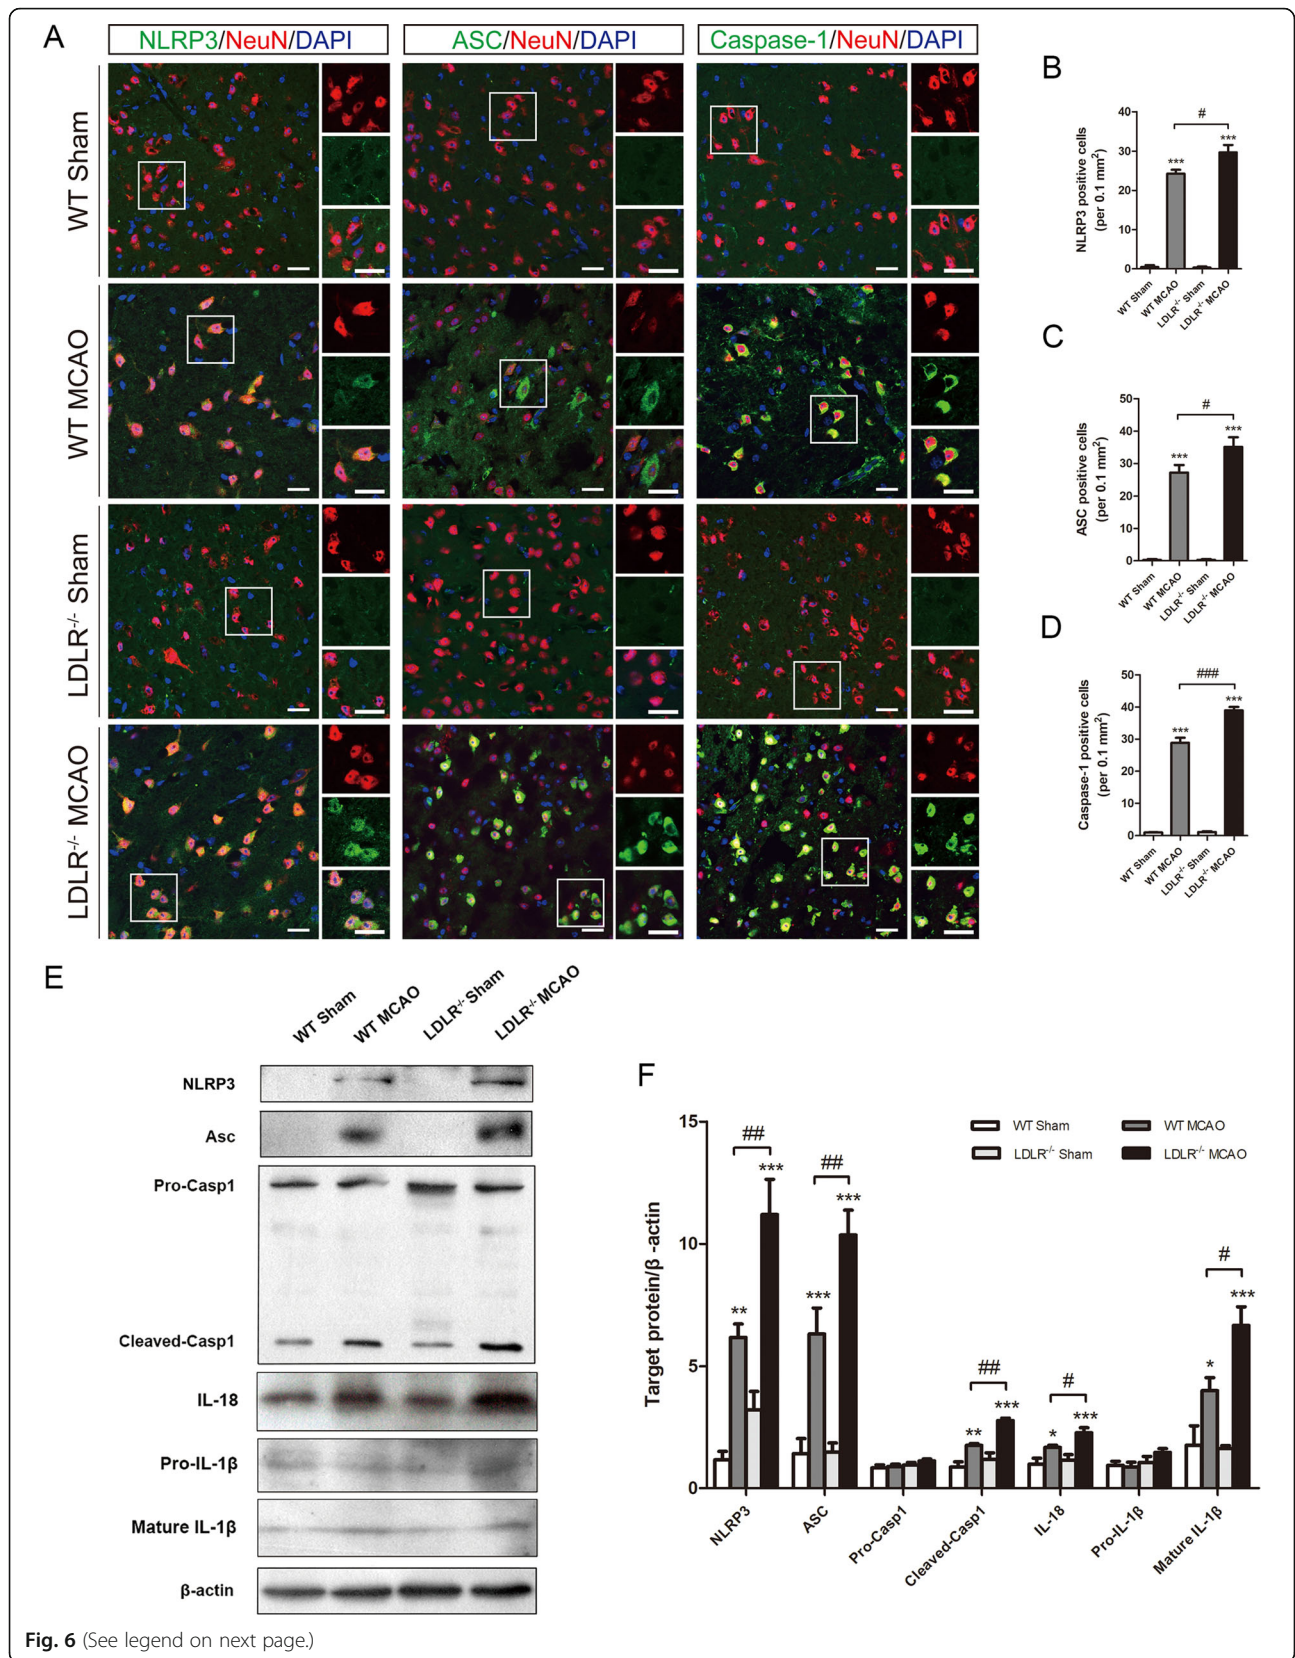 A
NLRP3/NeuN/DAPI
ASC/NeuN/DAPI
Caspase-1/NeuN/DAPI
WT Sham
WT MCAO
LDLR-/- Sham
LDLR-/- MCAO
B
NLRP3 positive cells
(per 0.1 mm²)
40
30
20
10
0
#
***
***
WT Sham
WT MCAO
LDLR-/- Sham
LDLR-/- MCAO
C
ASC positive cells
(per 0.1 mm²)
50
40
30
20
10
0
#
***
***
WT Sham
WT MCAO
LDLR-/- Sham
LDLR-/- MCAO
D
Caspase-1 positive cells
(per 0.1 mm²)
50
40
30
20
10
0
###
***
***
WT Sham
WT MCAO
LDLR-/- Sham
LDLR-/- MCAO
E
WT Sham
WT MCAO
LDLR-/- Sham
LDLR-/- MCAO
NLRP3
Asc
Pro-Casp1
Cleaved-Casp1
IL-18
Pro-IL-1β
Mature IL-1β
β-actin
F
Target protein/β -actin
15
10
5
0
WT Sham
WT MCAO
LDLR-/- Sham
LDLR-/- MCAO
##
**
***
##
***
***
##
**
***
#
*
***
#
*
***
NLRP3
ASC
Pro-Casp1
Cleaved-Casp1
IL-18
Pro-IL-1β
Mature IL-1β
Fig. 6 (See legend on next page.)